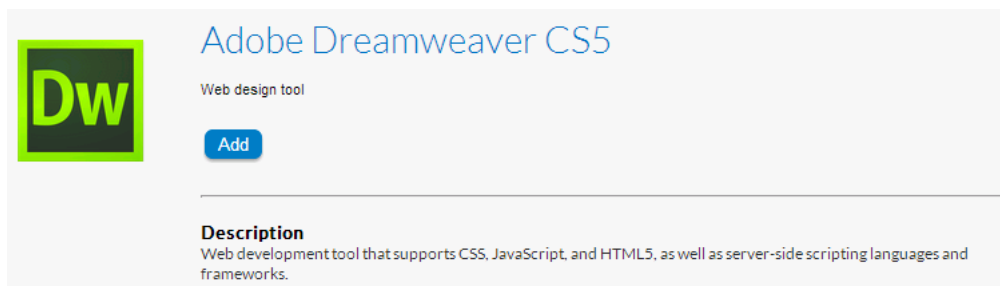 Adobe Dreamweaver CS5
Dw
Web design tool
Add
Description
Web development tool that supports CSS, JavaScript, and HTML5, as well as server-side scripting languages and
frameworks.